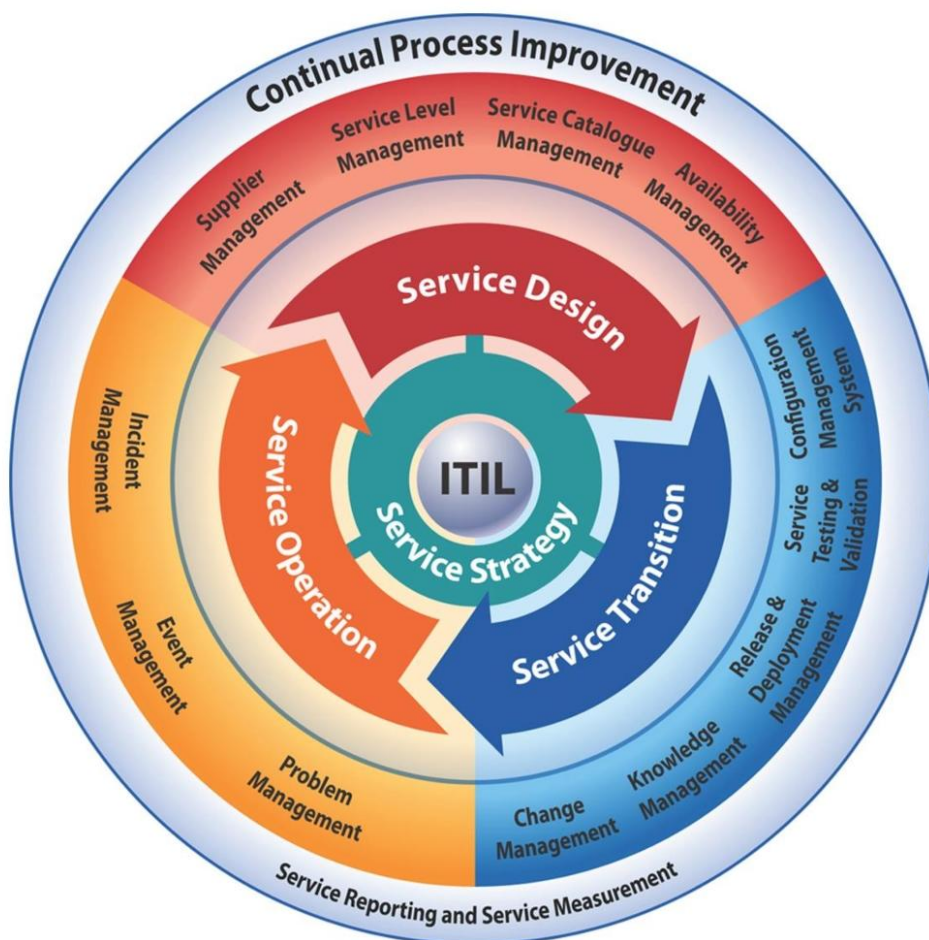 Continual Process Improvement
Supplier
Management
Service Level
Management
Service Catalogue
Management
Availability
Management
Configuration
Management
System
Service
Testing &
Validation
Release &
Deployment
Management
Knowledge
Management
Change
Management
Problem
Management
Event
Management
Incident
Management
Service Design
Service Transition
Service Operation
Service Strategy
ITIL
Service Reporting and Service Measurement